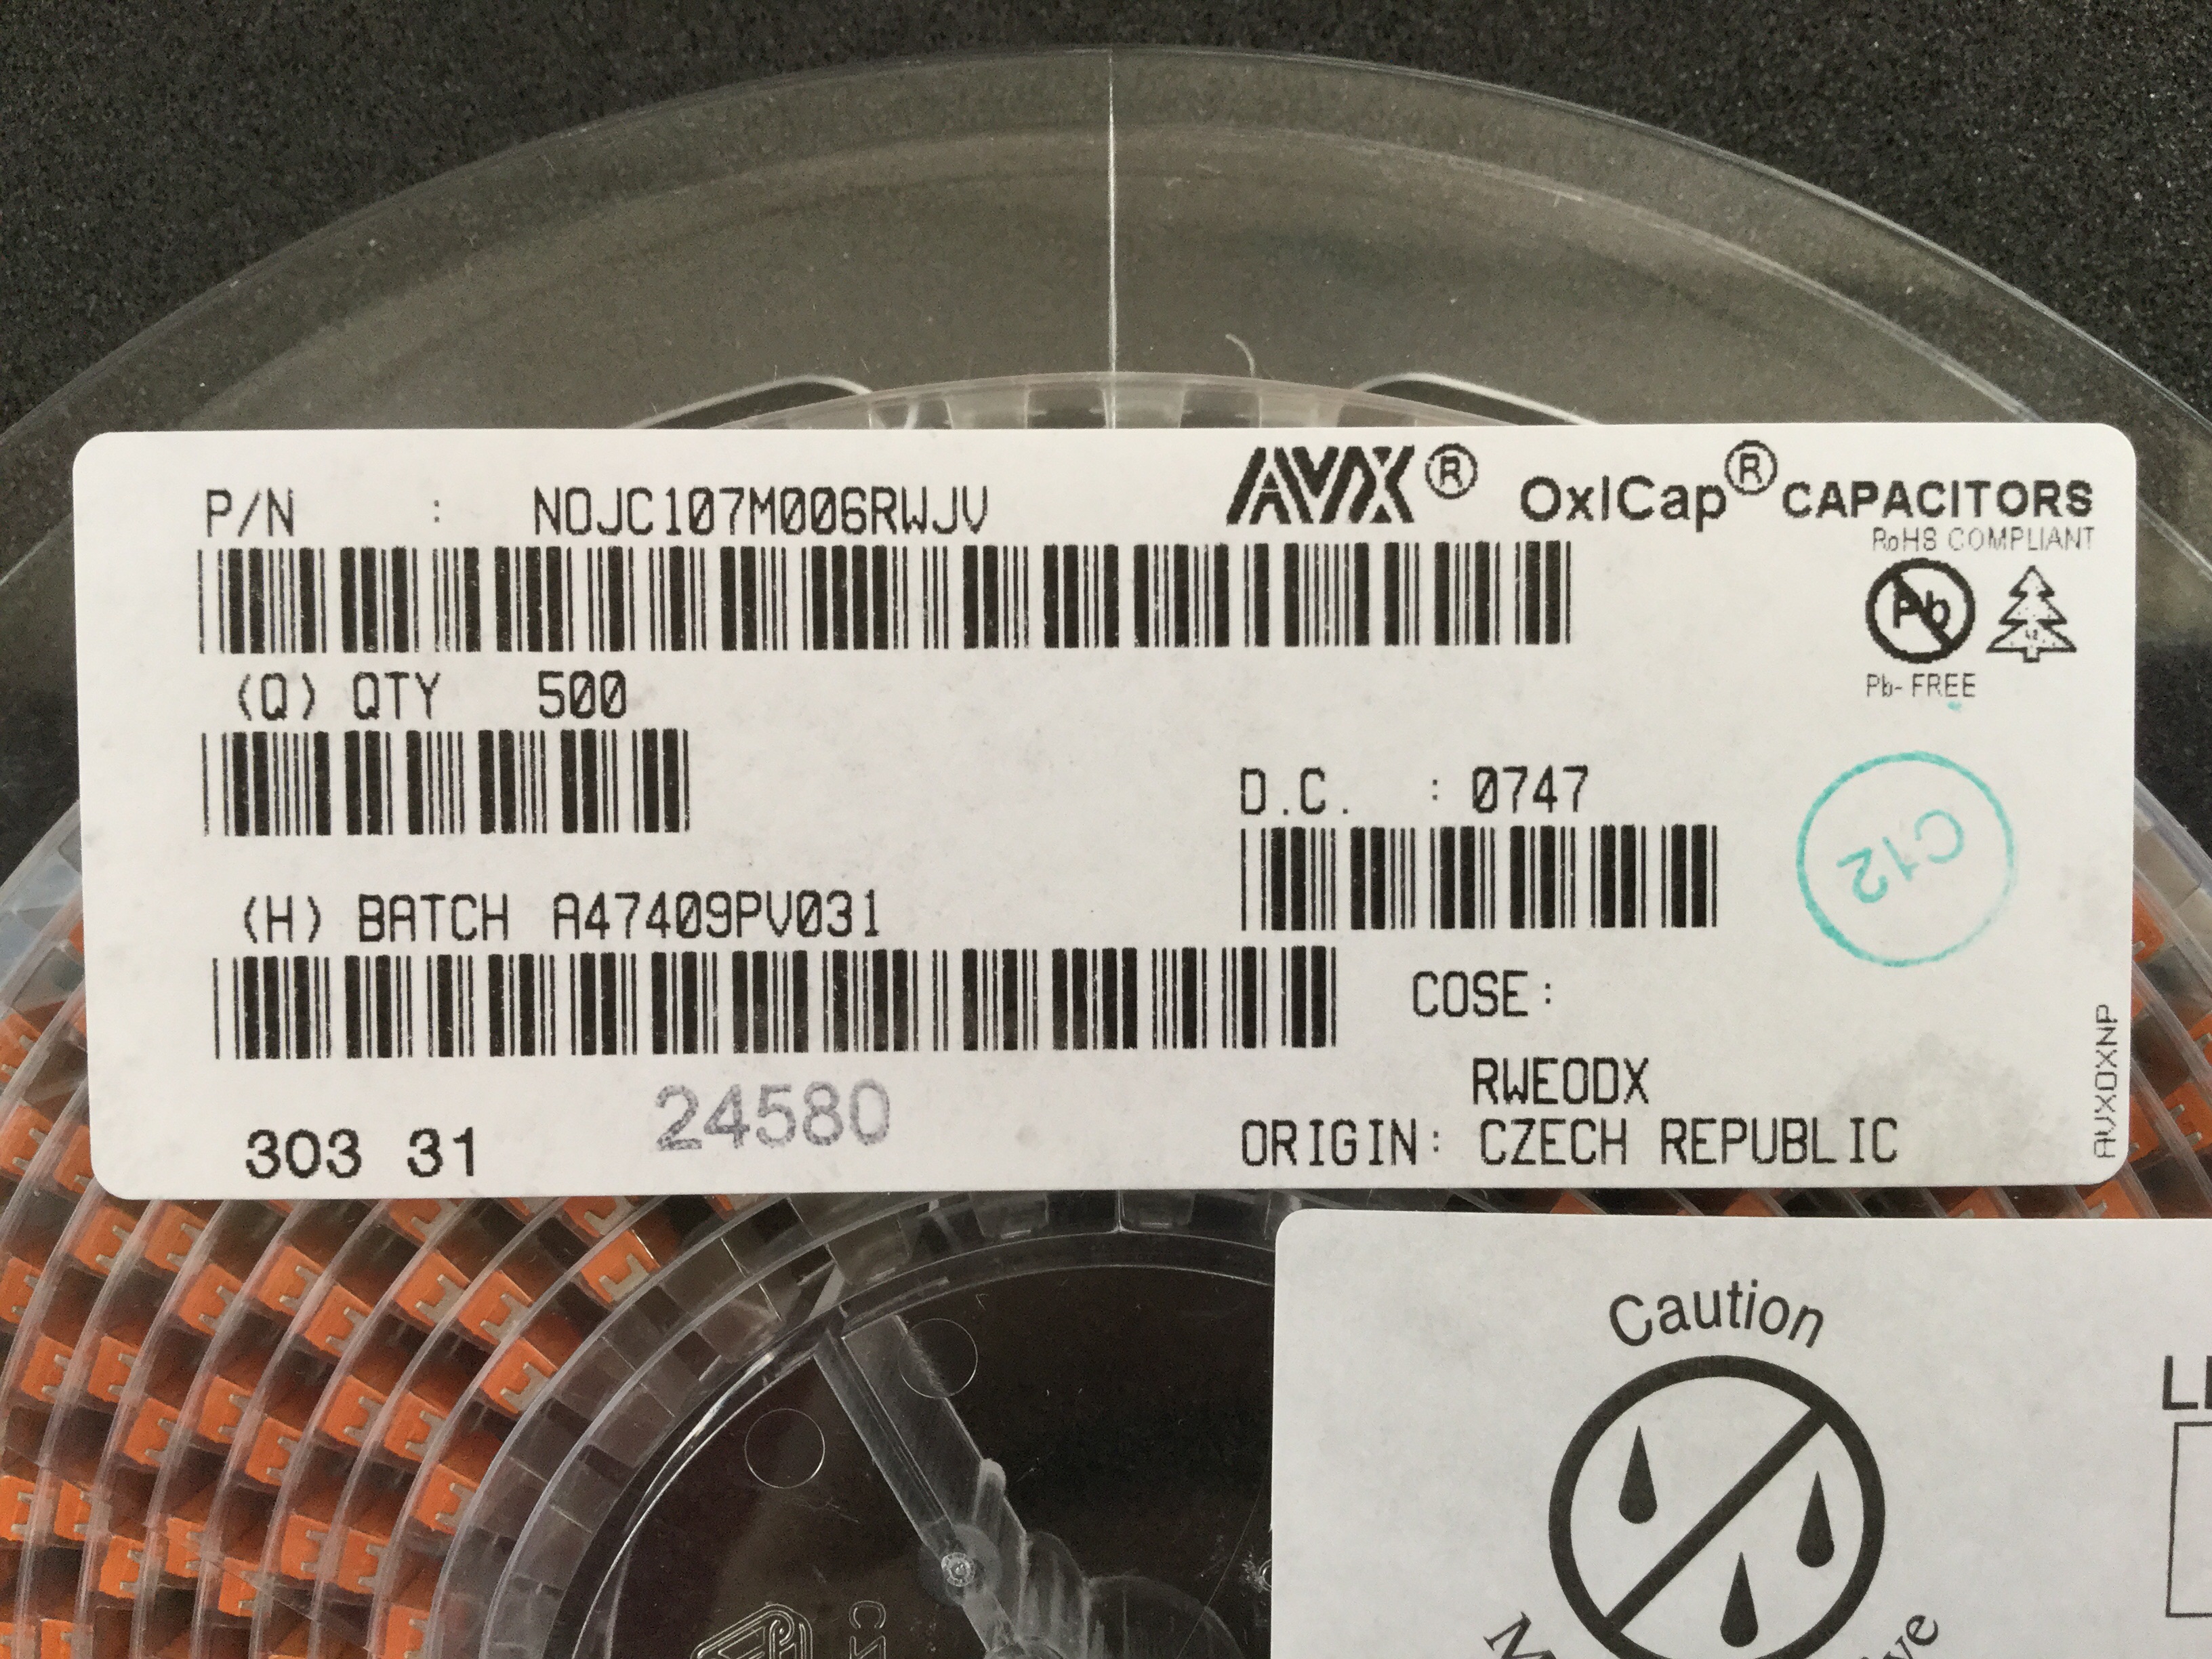 P/N : NOJC107M006RWJV
AVX® OxiCap® CAPACITORS
RoHS COMPLIANT
Pb
Pb- FREE
(Q) QTY 500
D.C. : 0747
C12
(H) BATCH A47409PV031
COSE:
RWEODX
24580
303 31
ORIGIN: CZECH REPUBLIC
AVXOXNP
Caution